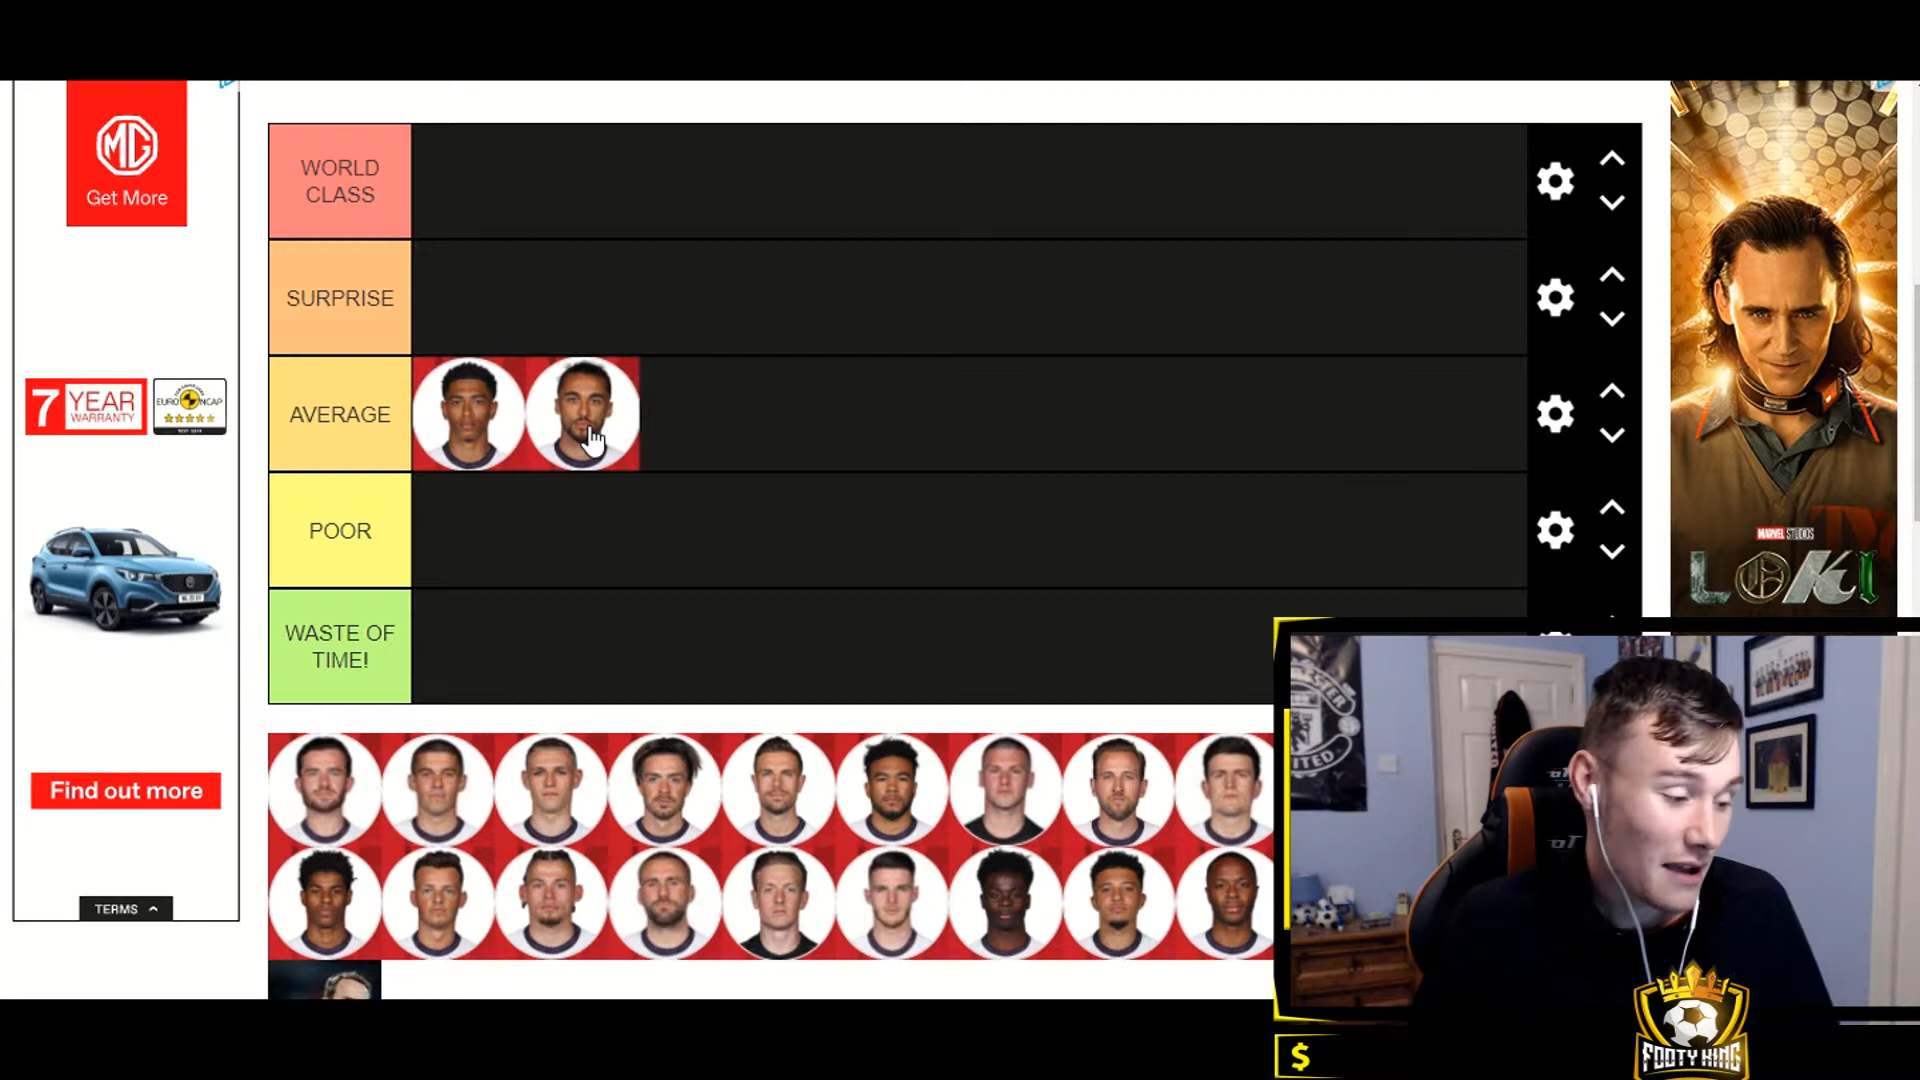 MG
Get More
7 YEAR
WARRANTY
EURO NCAP
Find out more
TERMS
WORLD
CLASS
SURPRISE
AVERAGE
POOR
WASTE OF
TIME!
MARVEL STUDIOS
LOKI
UNITED
$
FOOTY KING